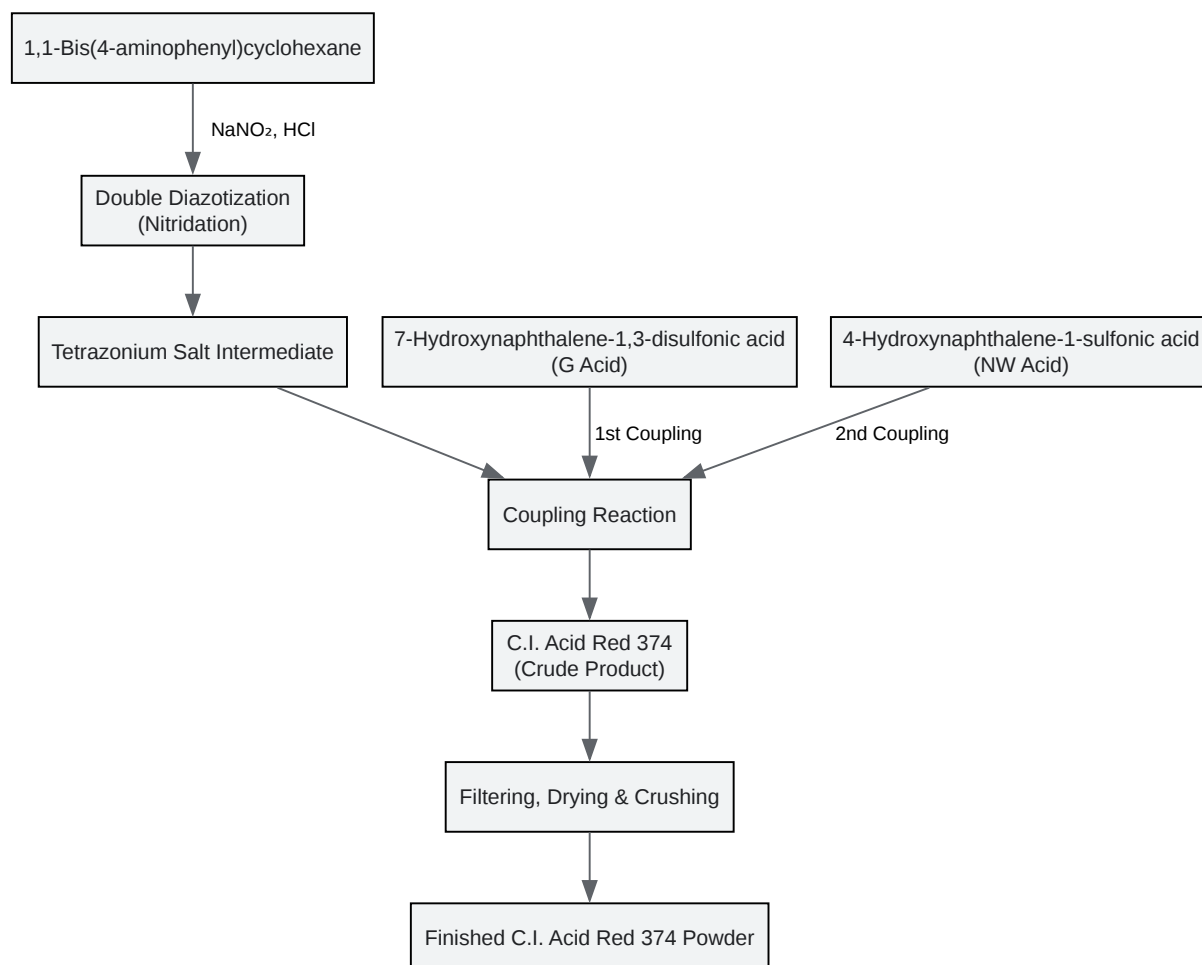 1,1-Bis(4-aminophenyl)cyclohexane
NaNO₂, HCl
Double Diazotization
(Nitridation)
Tetrazonium Salt Intermediate
7-Hydroxynaphthalene-1,3-disulfonic acid
(G Acid)
4-Hydroxynaphthalene-1-sulfonic acid
(NW Acid)
1st Coupling
2nd Coupling
Coupling Reaction
C.I. Acid Red 374
(Crude Product)
Filtering, Drying & Crushing
Finished C.I. Acid Red 374 Powder